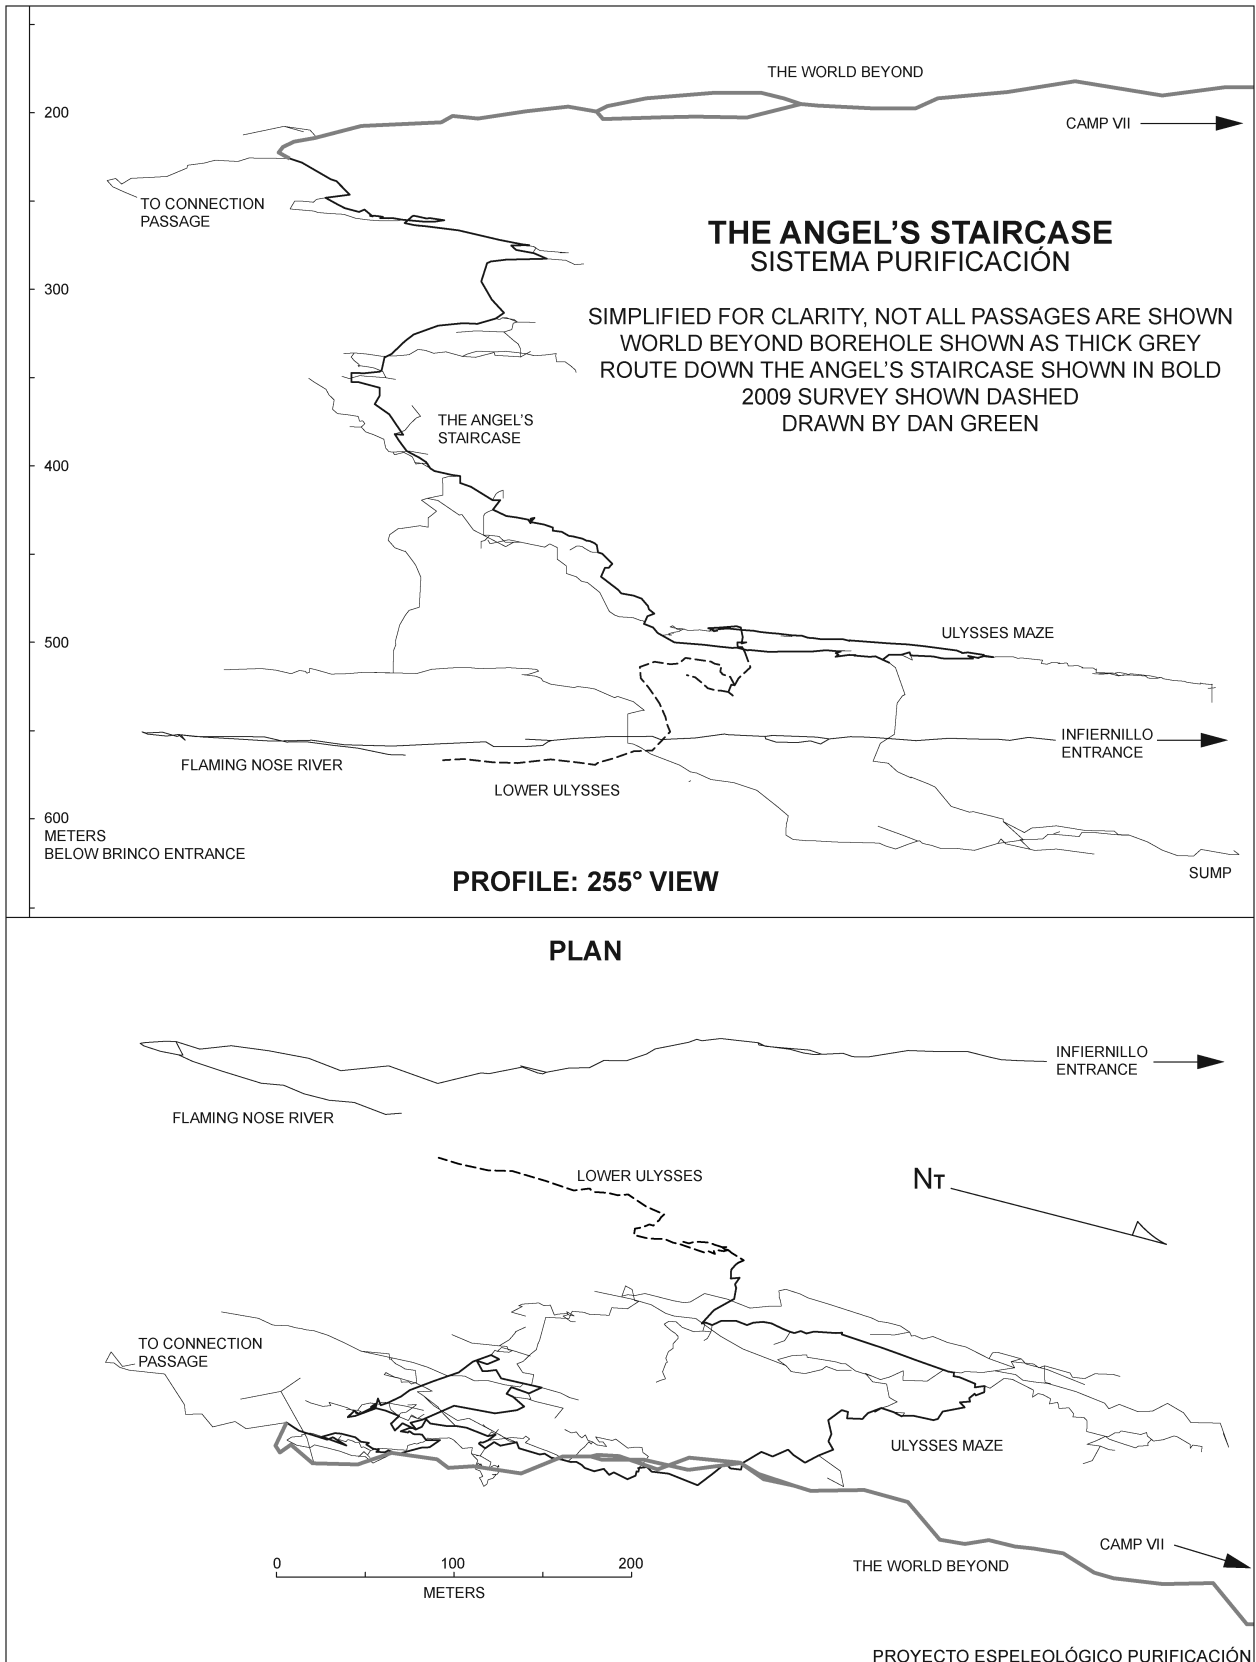 THE WORLD BEYOND
200
CAMP VII
TO CONNECTION
PASSAGE
THE ANGEL'S STAIRCASE
SISTEMA PURIFICACIÓN
300
SIMPLIFIED FOR CLARITY, NOT ALL PASSAGES ARE SHOWN
WORLD BEYOND BOREHOLE SHOWN AS THICK GREY
ROUTE DOWN THE ANGEL'S STAIRCASE SHOWN IN BOLD
2009 SURVEY SHOWN DASHED
DRAWN BY DAN GREEN
THE ANGEL'S
STAIRCASE
400
500
ULYSSES MAZE
INFIERNILLO
ENTRANCE
FLAMING NOSE RIVER
LOWER ULYSSES
600
METERS
BELOW BRINCO ENTRANCE
SUMP
PROFILE: 255° VIEW
PLAN
INFIERNILLO
ENTRANCE
FLAMING NOSE RIVER
LOWER ULYSSES
NT
TO CONNECTION
PASSAGE
ULYSSES MAZE
CAMP VII
0 100 200
METERS
THE WORLD BEYOND
PROYECTO ESPELEOLÓGICO PURIFICACIÓN